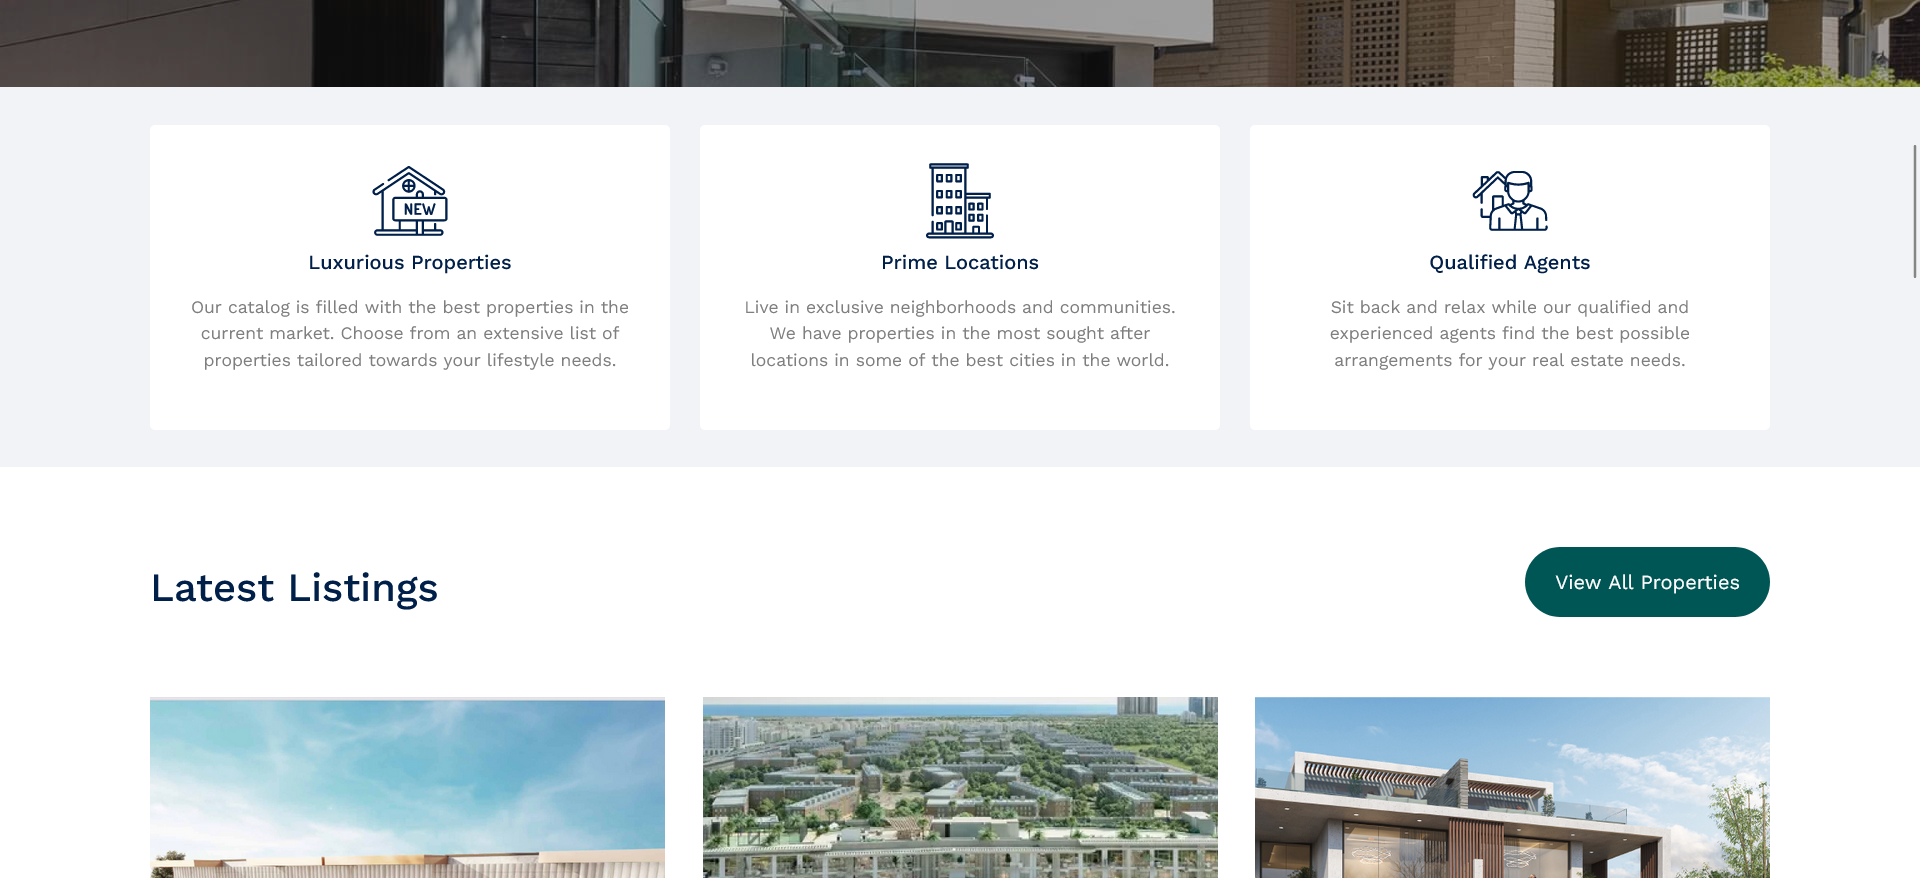 NEW
Luxurious Properties
Our catalog is filled with the best properties in the
current market. Choose from an extensive list of
properties tailored towards your lifestyle needs.
Prime Locations
Live in exclusive neighborhoods and communities.
We have properties in the most sought after
locations in some of the best cities in the world.
Qualified Agents
Sit back and relax while our qualified and
experienced agents find the best possible
arrangements for your real estate needs.
Latest Listings
View All Properties